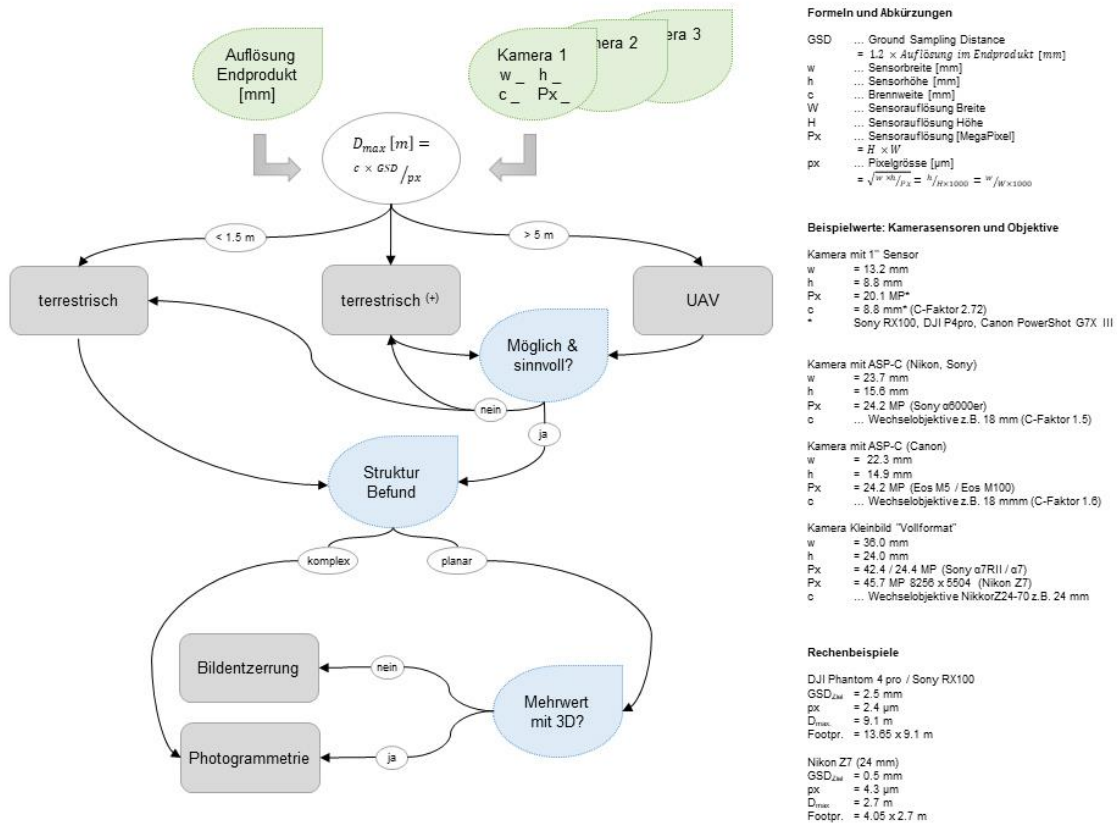 Auflösung
Endprodukt
[mm]
Kamera 1
w _ h _
c _ Px _
nera 2
era 3
D_max [m] =
c × GSD / px
< 1.5 m
> 5 m
terrestrisch
terrestrisch (+)
UAV
Möglich &
sinnvoll?
nein
ja
Struktur
Befund
komplex
planar
Bildentzerrung
nein
Mehrwert
mit 3D?
Photogrammetrie
ja
Formeln und Abkürzungen
GSD ... Ground Sampling Distance
= 1.2 × Auflösung im Endprodukt [mm]
w ... Sensorbreite [mm]
h ... Sensorhöhe [mm]
c ... Brennweite [mm]
W ... Sensorauflösung Breite
H ... Sensorauflösung Höhe
Px ... Sensorauflösung [MegaPixel]
= H × W
px ... Pixelgrösse [µm]
= √(w × h / Px) = h / H×1000 = w / W×1000
Beispielwerte: Kamerasensoren und Objektive
Kamera mit 1'' Sensor
w = 13.2 mm
h = 8.8 mm
Px = 20.1 MP*
c = 8.8 mm* (C-Faktor 2.72)
* Sony RX100, DJI P4pro, Canon PowerShot G7X III
Kamera mit ASP-C (Nikon, Sony)
w = 23.7 mm
h = 15.6 mm
Px = 24.2 MP (Sony α6000er)
c ... Wechselobjektive z.B. 18 mm (C-Faktor 1.5)
Kamera mit ASP-C (Canon)
w = 22.3 mm
h = 14.9 mm
Px = 24.2 MP (Eos M5 / Eos M100)
c ... Wechselobjektive z.B. 18 mmm (C-Faktor 1.6)
Kamera Kleinbild "Vollformat"
w = 36.0 mm
h = 24.0 mm
Px = 42.4 / 24.4 MP (Sony α7RII / α7)
Px = 45.7 MP 8256 x 5504 (Nikon Z7)
c ... Wechselobjektive NikkorZ24-70 z.B. 24 mm
Rechenbeispiele
DJI Phantom 4 pro / Sony RX100
GSD_Ziel = 2.5 mm
px = 2.4 µm
D_max. = 9.1 m
Footpr. = 13.65 x 9.1 m
Nikon Z7 (24 mm)
GSD_Ziel = 0.5 mm
px = 4.3 µm
D_max = 2.7 m
Footpr. = 4.05 x 2.7 m